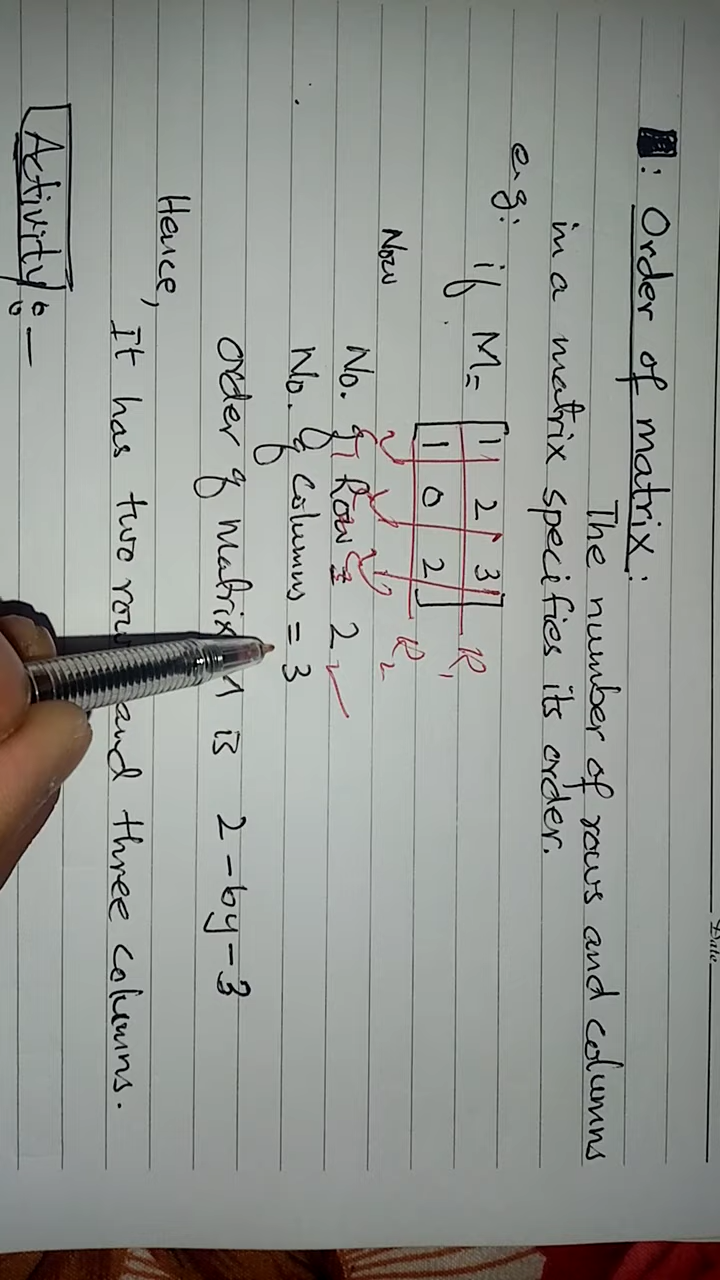 Date
: Order of matrix:
The number of rows and columns
in a matrix specifies its order.
e.g: if M= [1 2 3
1 0 2]
R1
R2
Now
No. of Rows = 2
No. of columns = 3
Order of matrix M is 2-by-3
Hence,
It has two rows and three columns.
Activity:-